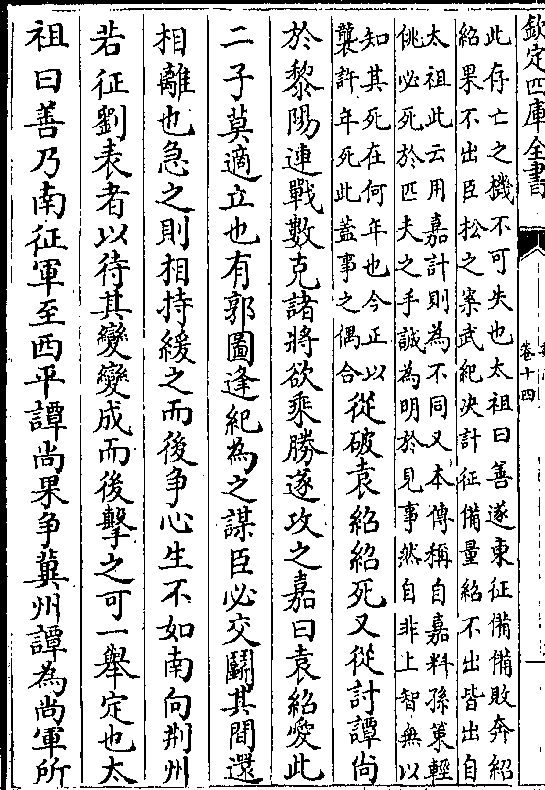 欽定四庫全書
卷十四
此存亡之機不可失也太祖曰善遂東征備備敗奔紹
紹果不出臣松之案武紀決計征備量紹不出皆出自
太祖此云用嘉計則為不同又本傳稱自嘉料孫策輕
佻必死於匹夫之手誠為明於見事然自非上智無以
知其死在何年也今正以
襲許年死此蓋事之偶合
從破袁紹紹死又從討譚尚
於黎陽連戰數克諸將欲乘勝遂攻之嘉曰袁紹愛此
二子莫適立也有郭圖逢紀為之謀臣必交鬭其間還
相離也急之則相持緩之而後爭心生不如南向荆州
若征劉表者以待其變變成而後擊之可一舉定也太
祖曰善乃南征軍至西平譚尚果爭冀州譚為尚軍所